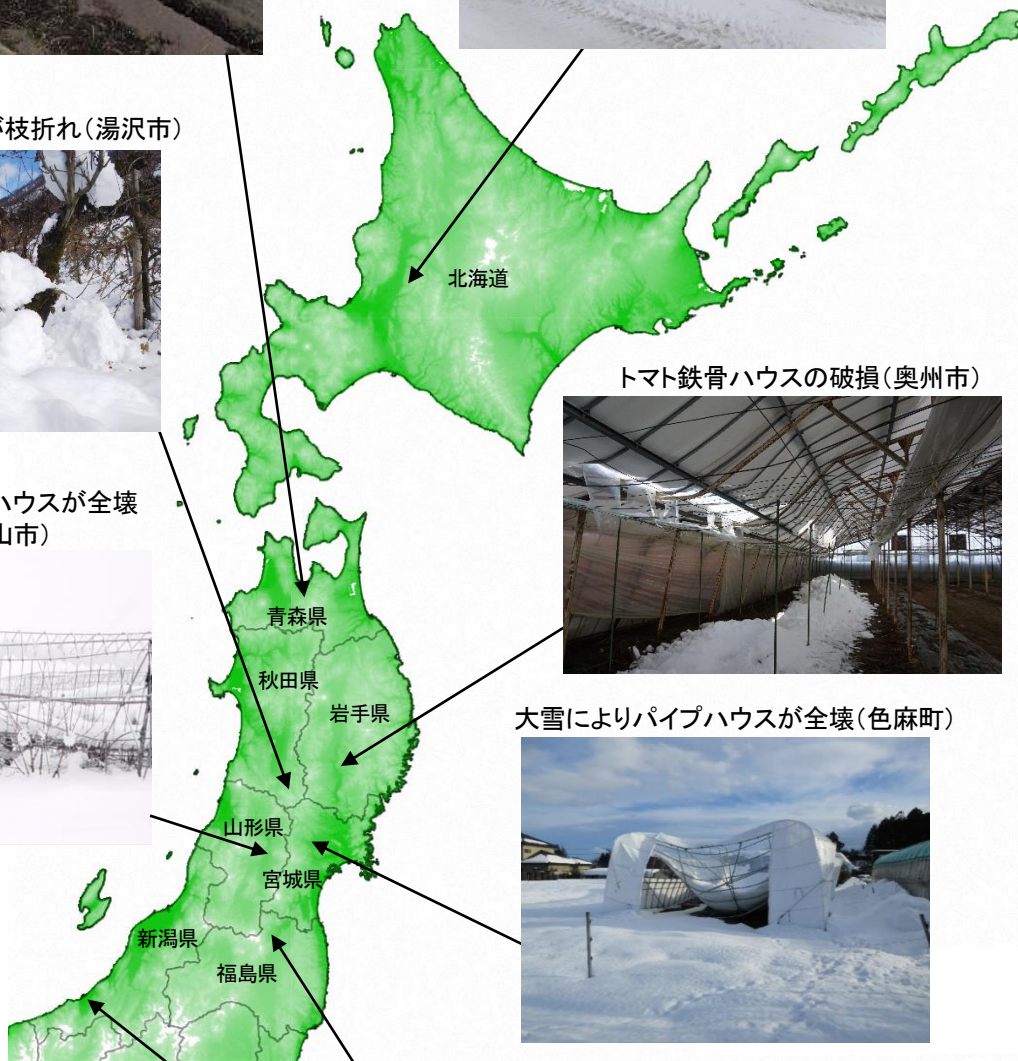 が枝折れ（湯沢市）
北海道
トマト鉄骨ハウスの破損（奥州市）
ハウスが全壊
山市）
青森県
秋田県
岩手県
大雪によりパイプハウスが全壊（色麻町）
山形県
宮城県
新潟県
福島県